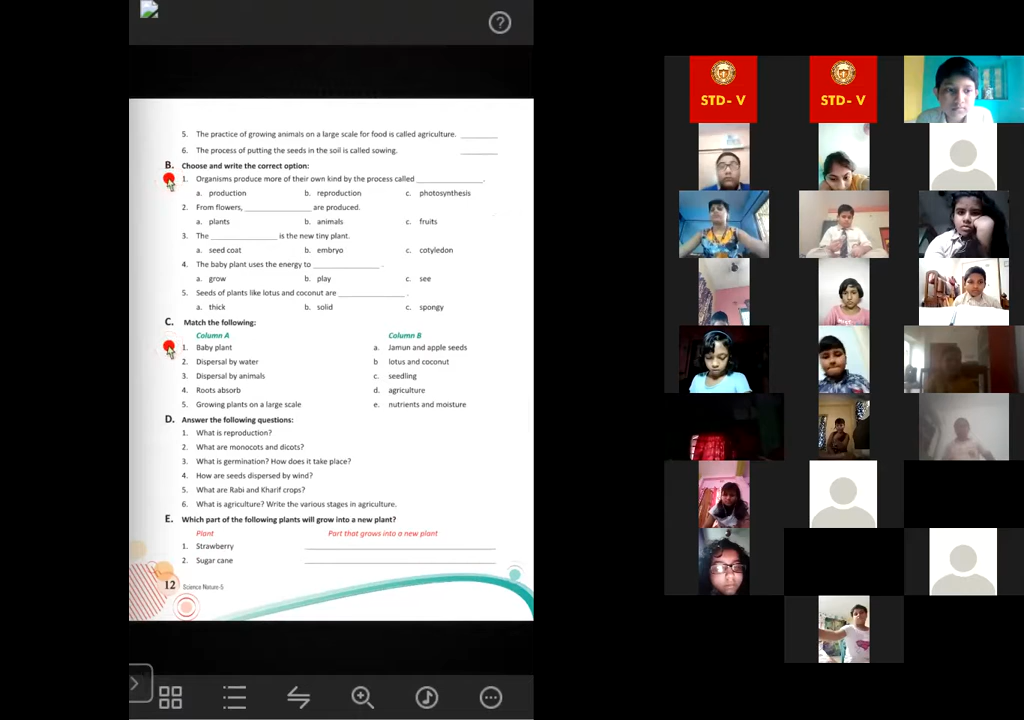 5. The practice of growing animals on a large scale for food is called agriculture. ________
6. The process of putting the seeds in the soil is called sowing. ________
B. Choose and write the correct option:
1. Organisms produce more of their own kind by the process called ________________.
a. production b. reproduction c. photosynthesis
2. From flowers, ________________ are produced.
a. plants b. animals c. fruits
3. The ________________ is the new tiny plant.
a. seed coat b. embryo c. cotyledon
4. The baby plant uses the energy to ________________ .
a. grow b. play c. see
5. Seeds of plants like lotus and coconut are ________________ .
a. thick b. solid c. spongy
C. Match the following:
Column A Column B
1. Baby plant a. Jamun and apple seeds
2. Dispersal by water b lotus and coconut
3. Dispersal by animals c. seedling
4. Roots absorb d. agriculture
5. Growing plants on a large scale e. nutrients and moisture
D. Answer the following questions:
1. What is reproduction?
2. What are monocots and dicots?
3. What is germination? How does it take place?
4. How are seeds dispersed by wind?
5. What are Rabi and Kharif crops?
6. What is agriculture? Write the various stages in agriculture.
E. Which part of the following plants will grow into a new plant?
Plant Part that grows into a new plant
1. Strawberry ________________
2. Sugar cane ________________
12 Science Nature-5
STD- V
STD- V